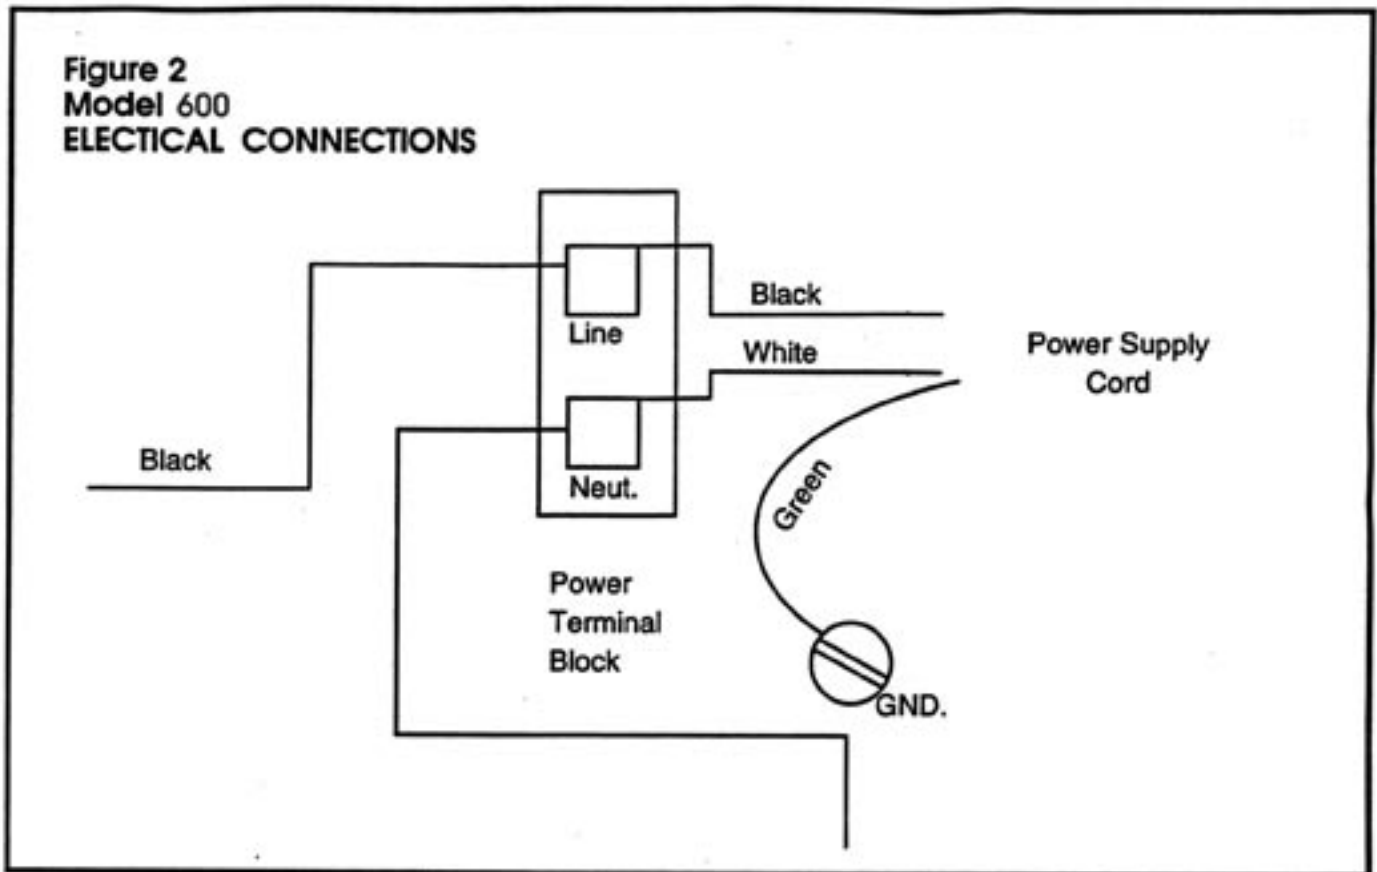 Figure 2
Model 600
ELECTICAL CONNECTIONS
Line
Black
White
Power Supply
Cord
Black
Neut.
Green
Power
Terminal
Block
GND.